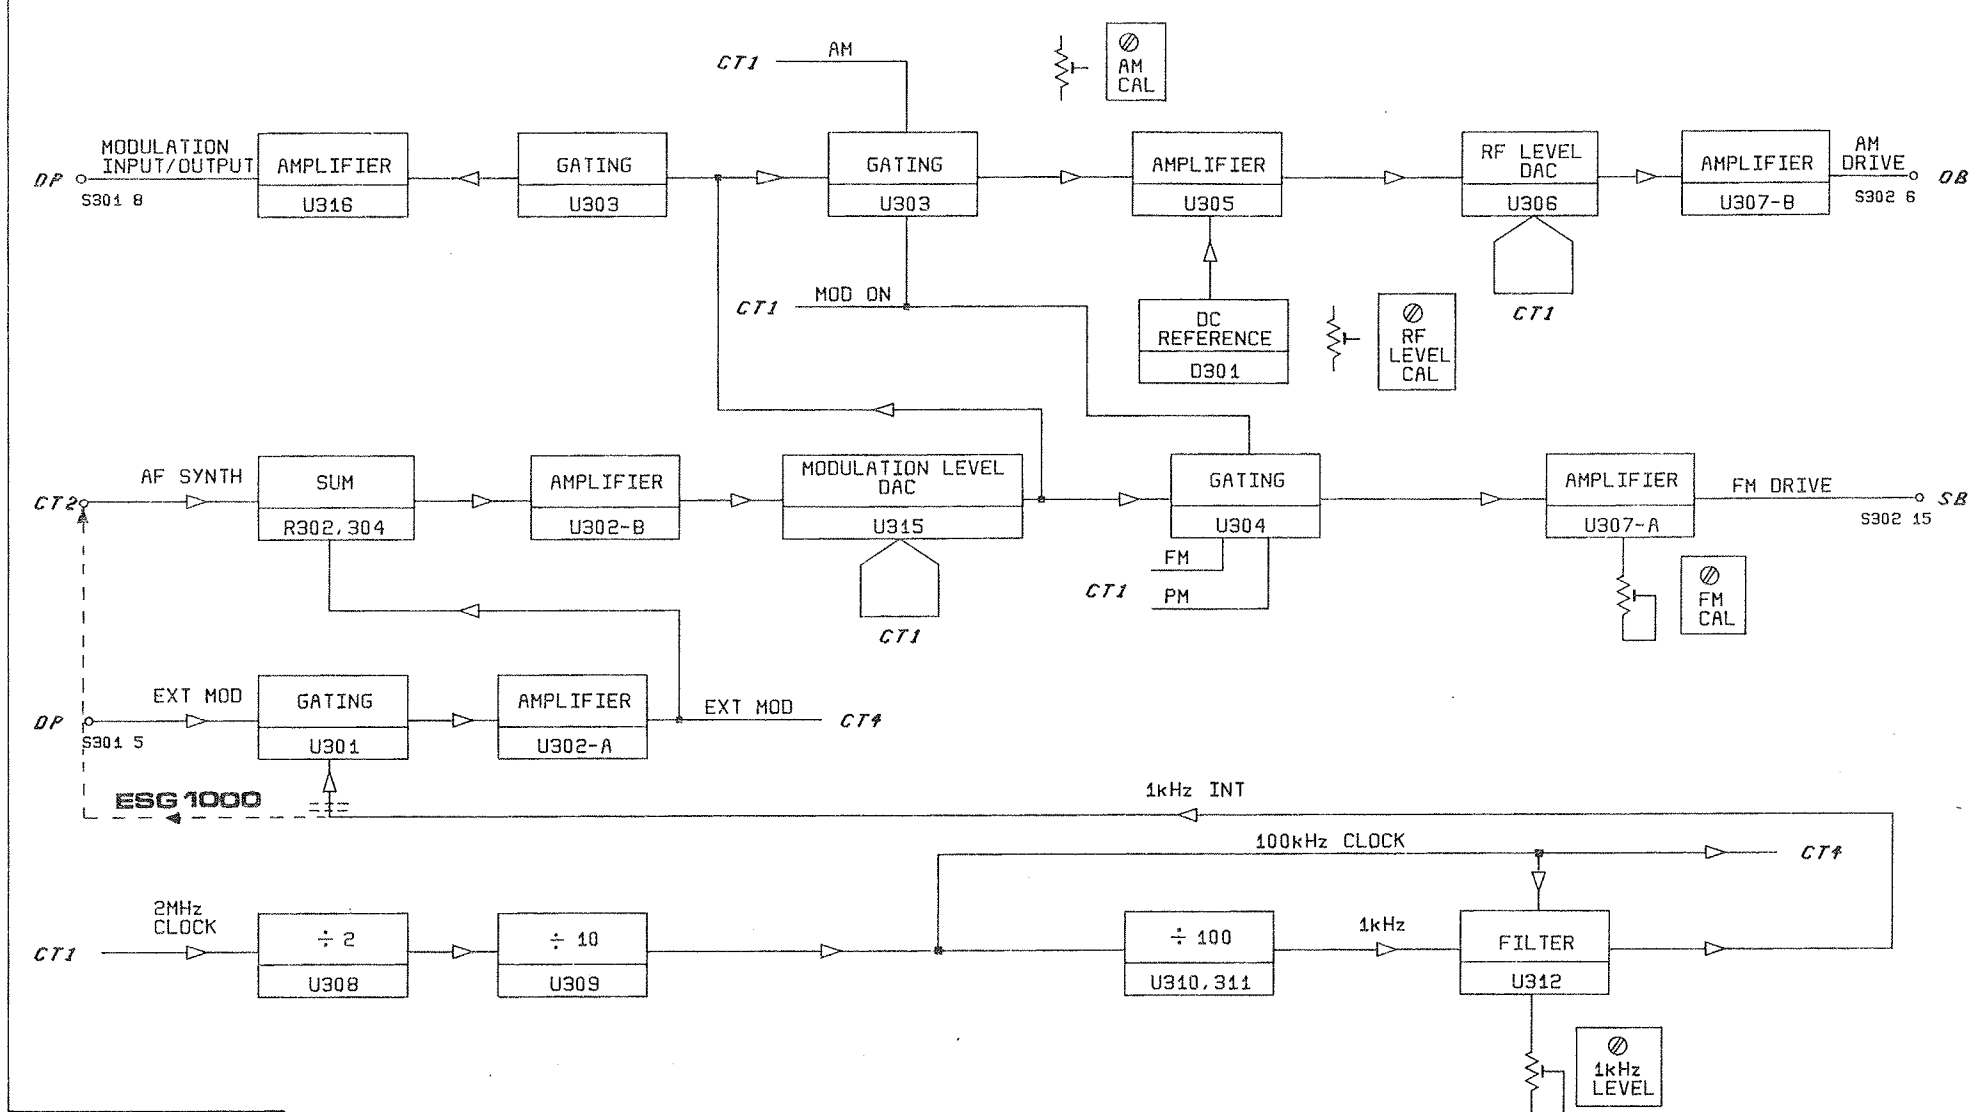 CT1
AM
AM
CAL
MODULATION
INPUT/OUTPUT
DP
S301 8
AMPLIFIER
U316
GATING
U303
GATING
U303
AMPLIFIER
U305
RF LEVEL
DAC
U306
AMPLIFIER
U307-B
AM
DRIVE
S302 6
OB
CT1
MOD ON
DC
REFERENCE
D301
RF
LEVEL
CAL
CT1
CT2
AF SYNTH
SUM
R302,304
AMPLIFIER
U302-B
MODULATION LEVEL
DAC
U315
GATING
U304
AMPLIFIER
U307-A
FM DRIVE
SB
S302 15
CT1
FM
PM
CT1
FM
CAL
DP
S301 5
EXT MOD
GATING
U301
AMPLIFIER
U302-A
EXT MOD
CT4
ESG 1000
1kHz INT
100kHz CLOCK
CT4
CT1
2MHz
CLOCK
÷ 2
U308
÷ 10
U309
÷ 100
U310,311
1kHz
FILTER
U312
1kHz
LEVEL